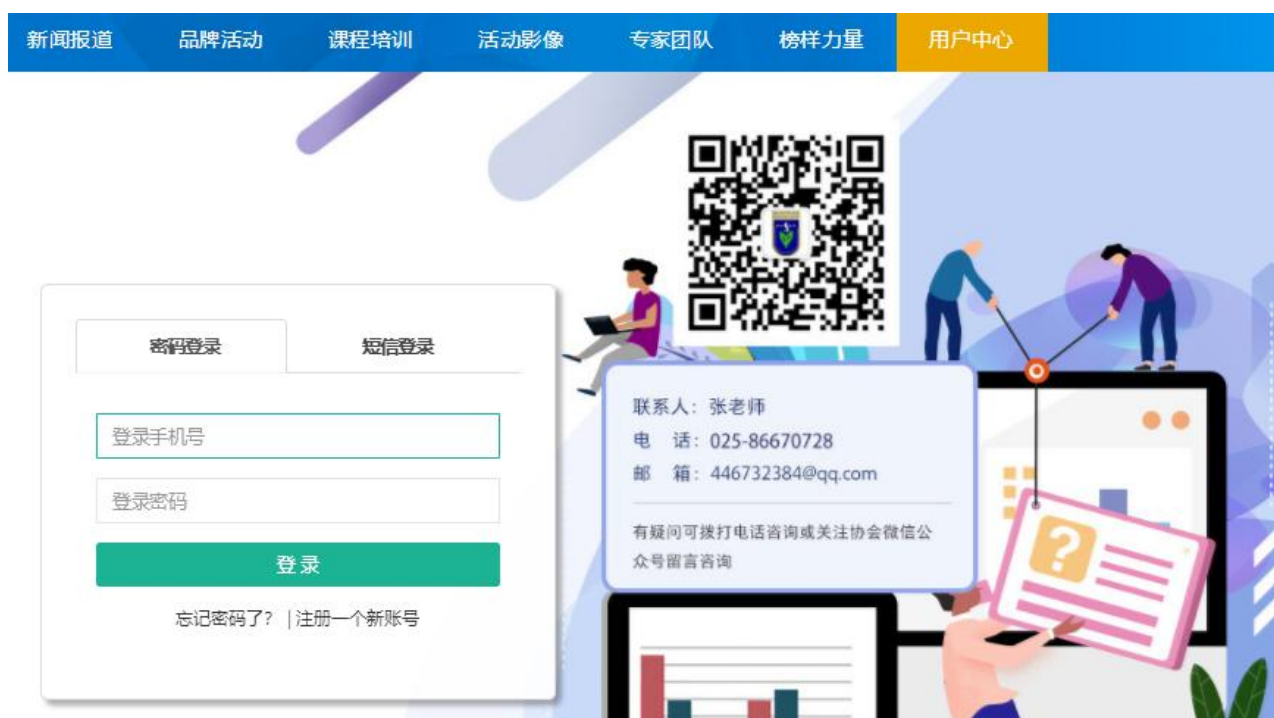 新闻报道 品牌活动 课程培训 活动影像 专家团队 榜样力量 用户中心
密码登录 短信登录
登录手机号
登录密码
登录
忘记密码了？ | 注册一个新账号
联系人：张老师
电 话：025-86670728
邮 箱：446732384@qq.com
有疑问可拨打电话咨询或关注协会微信公
众号留言咨询